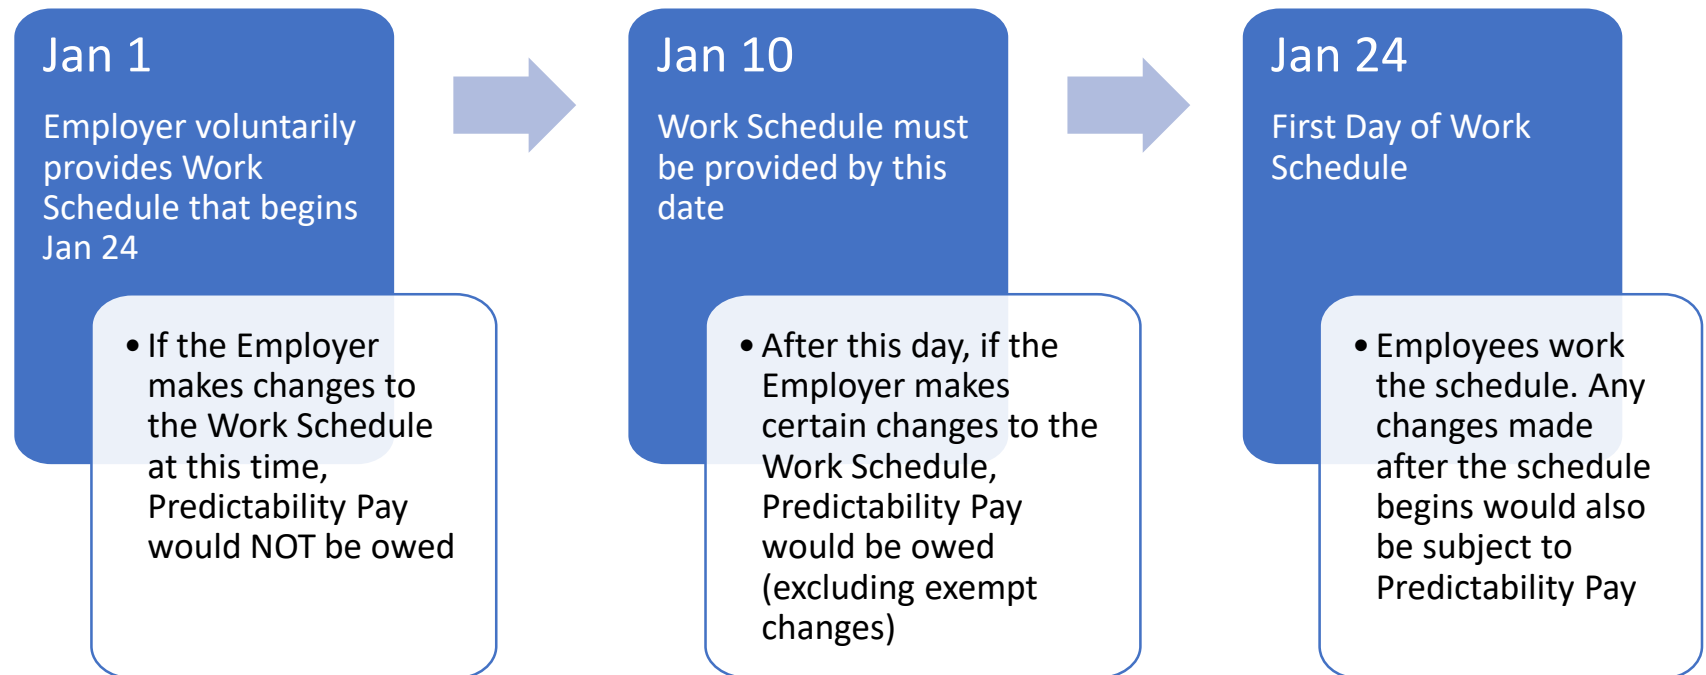 Jan 1
Employer voluntarily
provides Work
Schedule that begins
Jan 24
• If the Employer
makes changes to
the Work Schedule
at this time,
Predictability Pay
would NOT be owed
Jan 10
Work Schedule must
be provided by this
date
• After this day, if the
Employer makes
certain changes to the
Work Schedule,
Predictability Pay
would be owed
(excluding exempt
changes)
Jan 24
First Day of Work
Schedule
• Employees work
the schedule. Any
changes made
after the schedule
begins would also
be subject to
Predictability Pay